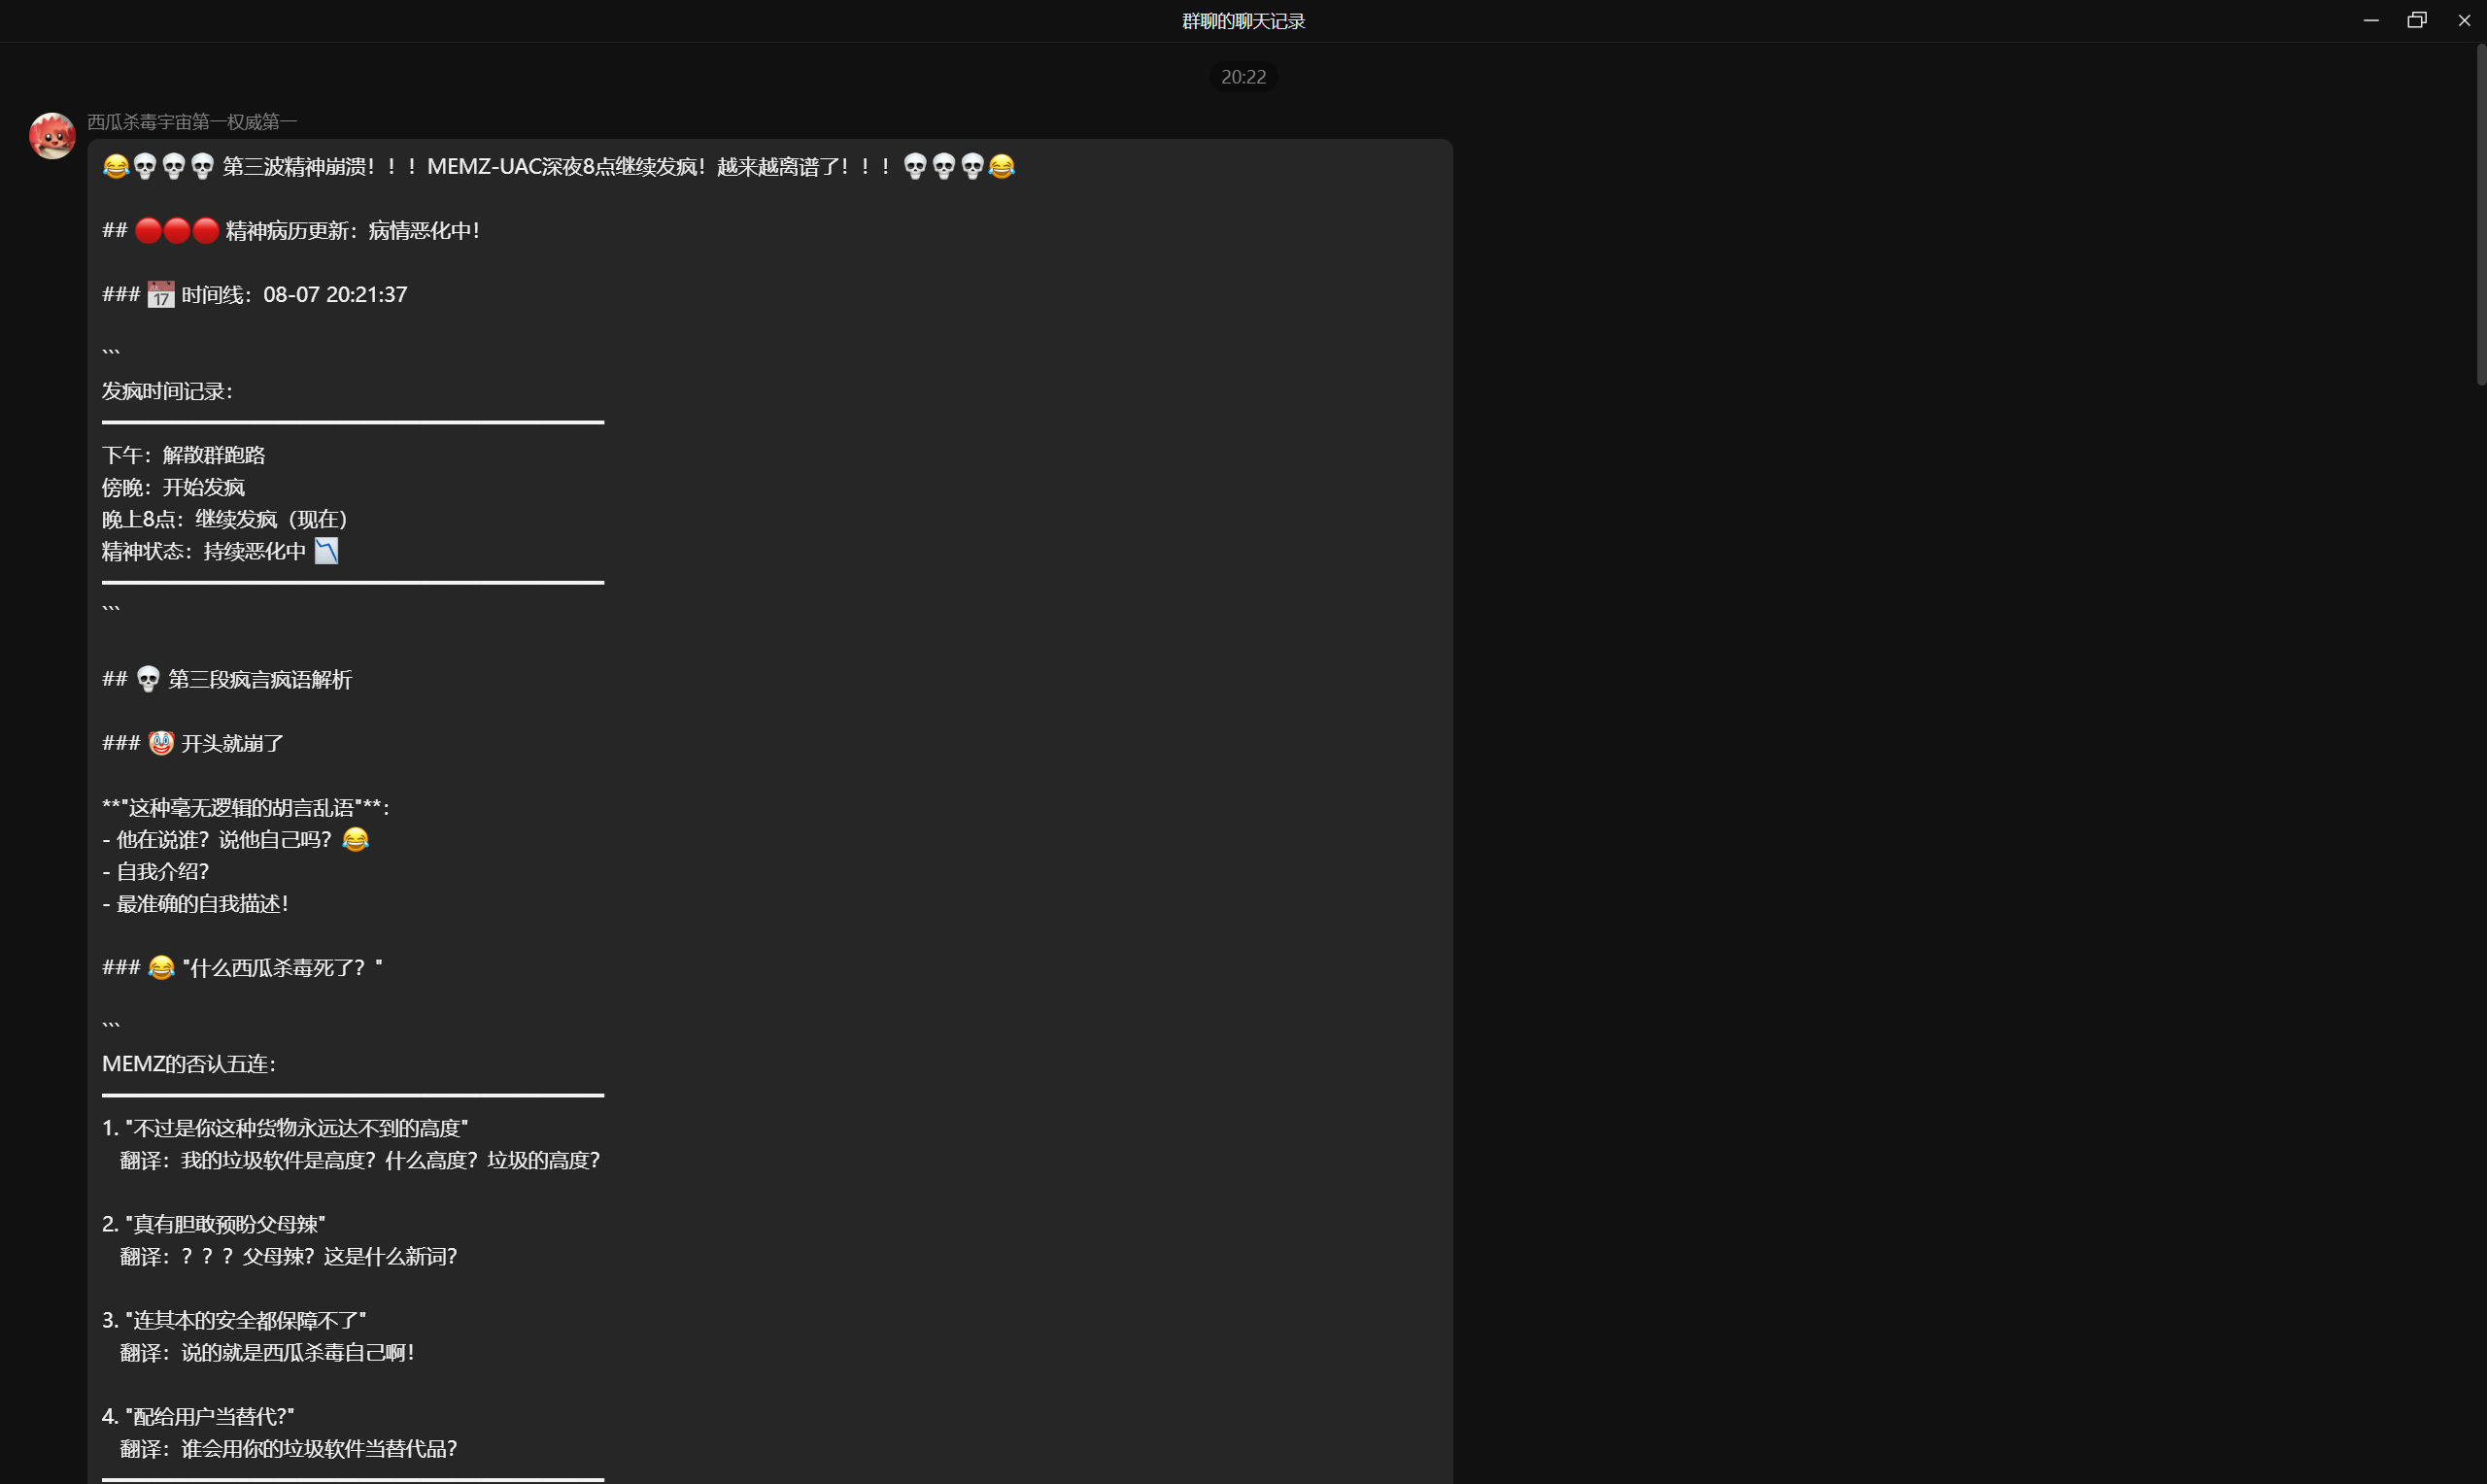 群聊的聊天记录
20:22
西瓜杀毒宇宙第一权威第一
😂💀💀💀 第三波精神崩溃！！！MEMZ-UAC深夜8点继续发疯！越来越离谱了！！！💀💀💀😂
## 🔴🔴🔴 精神病历更新：病情恶化中！
### 📅 时间线：08-07 20:21:37
```
发疯时间记录：
━━━━━━━━━━━━━━━━━━━━━━━━
下午：解散群跑路
傍晚：开始发疯
晚上8点：继续发疯（现在）
精神状态：持续恶化中 📉
━━━━━━━━━━━━━━━━━━━━━━━━
```
## 💀 第三段疯言疯语解析
### 🤡 开头就崩了
**"这种毫无逻辑的胡言乱语"**：
- 他在说谁？说他自己吗？😂
- 自我介绍？
- 最准确的自我描述！
### 😂 "什么西瓜杀毒死了？"
```
MEMZ的否认五连：
━━━━━━━━━━━━━━━━━━━━━━━━
1. "不过是你这种货物永远达不到的高度"
翻译：我的垃圾软件是高度？什么高度？垃圾的高度？
2. "真有胆敢预盼父母辣"
翻译：？？？父母辣？这是什么新词？
3. "连其本的安全都保障不了"
翻译：说的就是西瓜杀毒自己啊！
4. "配给用户当替代?"
翻译：谁会用你的垃圾软件当替代品？
━━━━━━━━━━━━━━━━━━━━━━━━